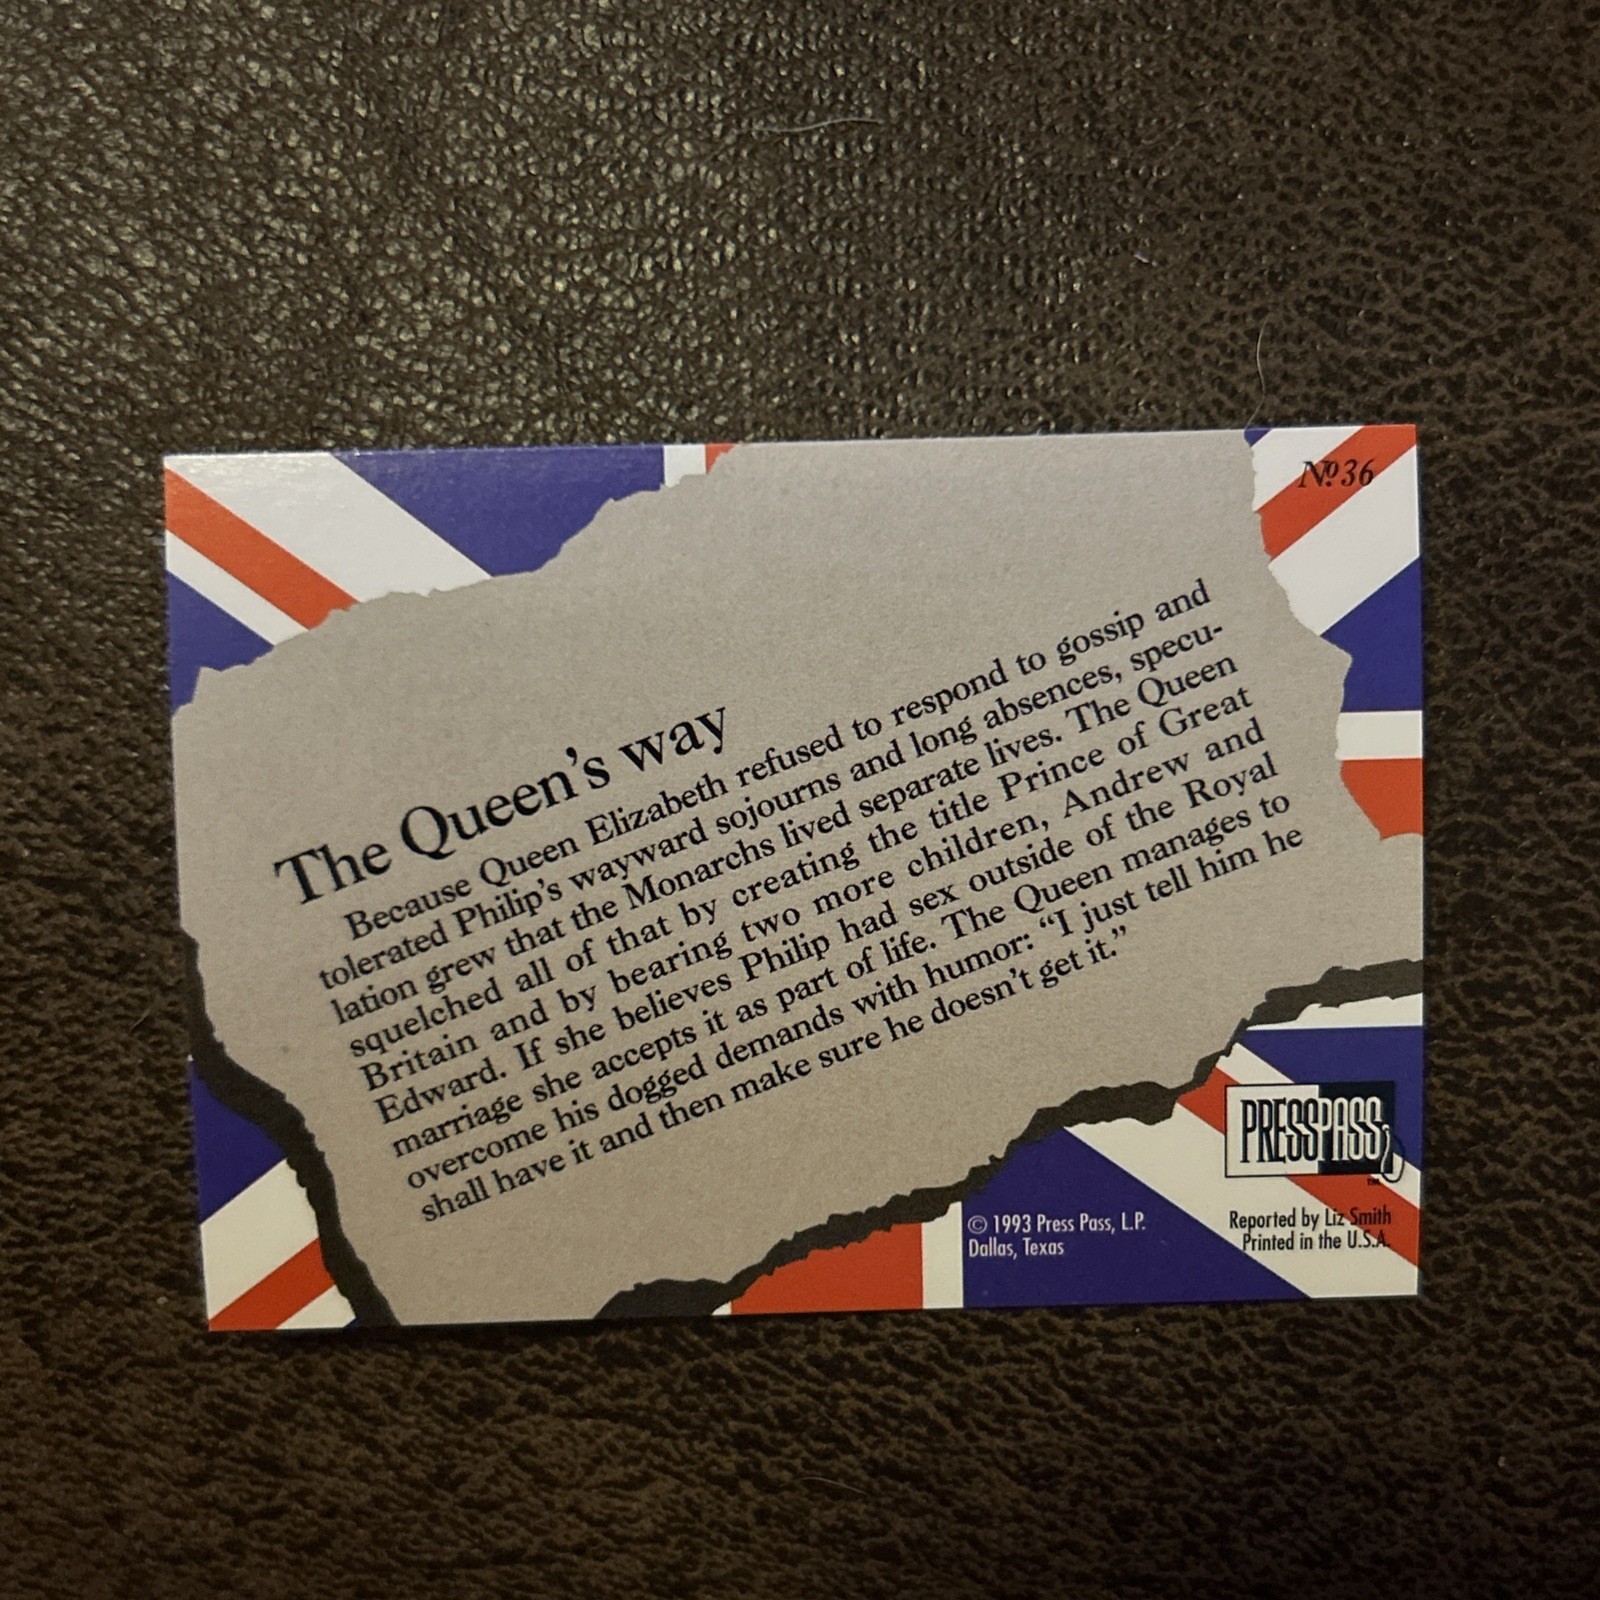 Nº 36
The Queen's way
Because Queen Elizabeth refused to respond to gossip and
tolerated Philip's wayward sojourns and long absences, specu-
lation grew that the Monarchs lived separate lives. The Queen
squelched all of that by creating the title Prince of Great
Britain and by bearing two more children, Andrew and
Edward. If she believes Philip had sex outside of the Royal
marriage she accepts it as part of life. The Queen manages to
overcome his dogged demands with humor: “I just tell him he
shall have it and then make sure he doesn't get it.”
PRESSPASS
TM
© 1993 Press Pass, L.P.
Dallas, Texas
Reported by Liz Smith
Printed in the U.S.A.